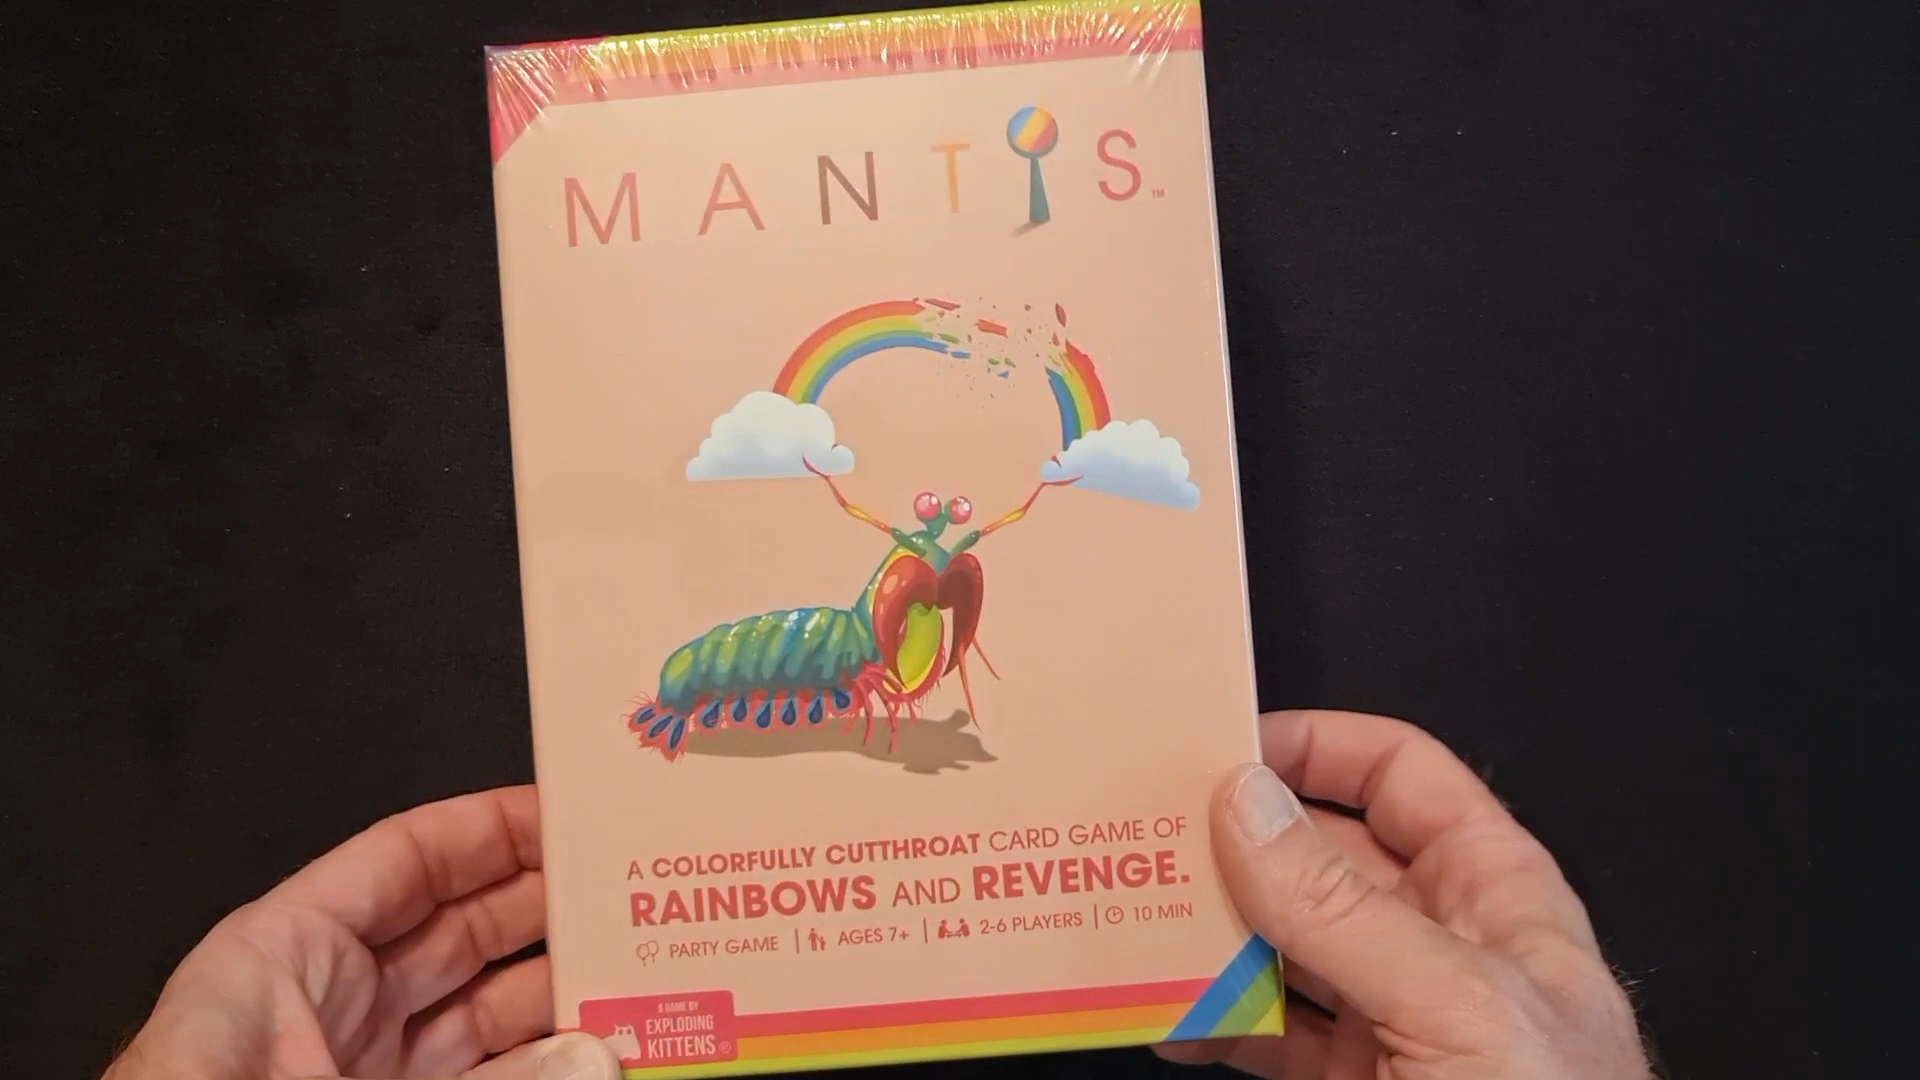 MANTIS™
A COLORFULLY CUTTHROAT CARD GAME OF
RAINBOWS AND REVENGE.
PARTY GAME | AGES 7+ | 2-6 PLAYERS | 10 MIN
A GAME BY
EXPLODING
KITTENS®